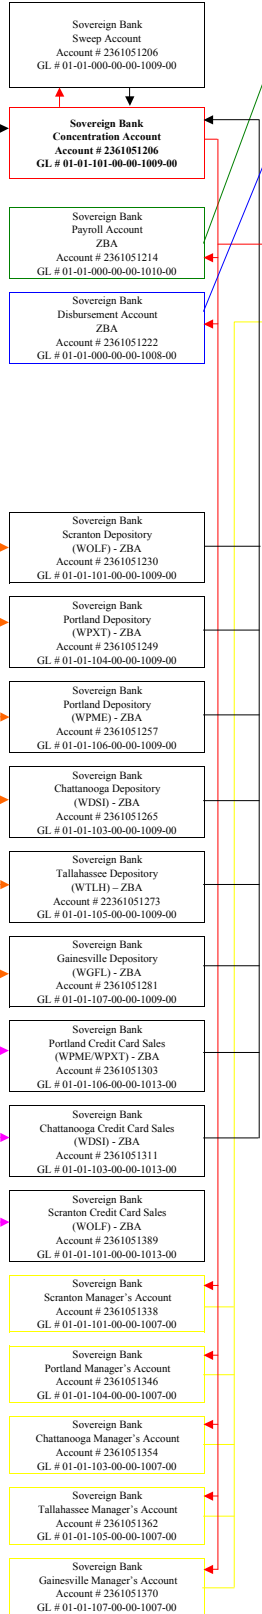 Sovereign Bank
Sweep Account
Account # 2361051206
GL # 01-01-000-00-00-1009-00
Sovereign Bank
Concentration Account
Account # 2361051206
GL # 01-01-101-00-00-1009-00
Sovereign Bank
Payroll Account
ZBA
Account # 2361051214
GL # 01-01-000-00-00-1010-00
Sovereign Bank
Disbursement Account
ZBA
Account # 2361051222
GL # 01-01-000-00-00-1008-00
Sovereign Bank
Scranton Depository
(WOLF) - ZBA
Account # 2361051230
GL # 01-01-101-00-00-1009-00
Sovereign Bank
Portland Depository
(WPXT) - ZBA
Account # 2361051249
GL # 01-01-104-00-00-1009-00
Sovereign Bank
Portland Depository
(WPME) - ZBA
Account # 2361051257
GL # 01-01-106-00-00-1009-00
Sovereign Bank
Chattanooga Depository
(WDSI) - ZBA
Account # 2361051265
GL # 01-01-103-00-00-1009-00
Sovereign Bank
Tallahassee Depository
(WTLH) – ZBA
Account # 22361051273
GL # 01-01-105-00-00-1009-00
Sovereign Bank
Gainesville Depository
(WGFL) - ZBA
Account # 2361051281
GL # 01-01-107-00-00-1009-00
Sovereign Bank
Portland Credit Card Sales
(WPME/WPXT) - ZBA
Account # 2361051303
GL # 01-01-106-00-00-1013-00
Sovereign Bank
Chattanooga Credit Card Sales
(WDSI) - ZBA
Account # 2361051311
GL # 01-01-103-00-00-1013-00
Sovereign Bank
Scranton Credit Card Sales
(WOLF) - ZBA
Account # 2361051389
GL # 01-01-101-00-00-1013-00
Sovereign Bank
Scranton Manager’s Account
Account # 2361051338
GL # 01-01-101-00-00-1007-00
Sovereign Bank
Portland Manager’s Account
Account # 2361051346
GL # 01-01-104-00-00-1007-00
Sovereign Bank
Chattanooga Manager’s Account
Account # 2361051354
GL # 01-01-103-00-00-1007-00
Sovereign Bank
Tallahassee Manager’s Account
Account # 2361051362
GL # 01-01-105-00-00-1007-00
Sovereign Bank
Gainesville Manager’s Account
Account # 2361051370
GL # 01-01-107-00-00-1007-00